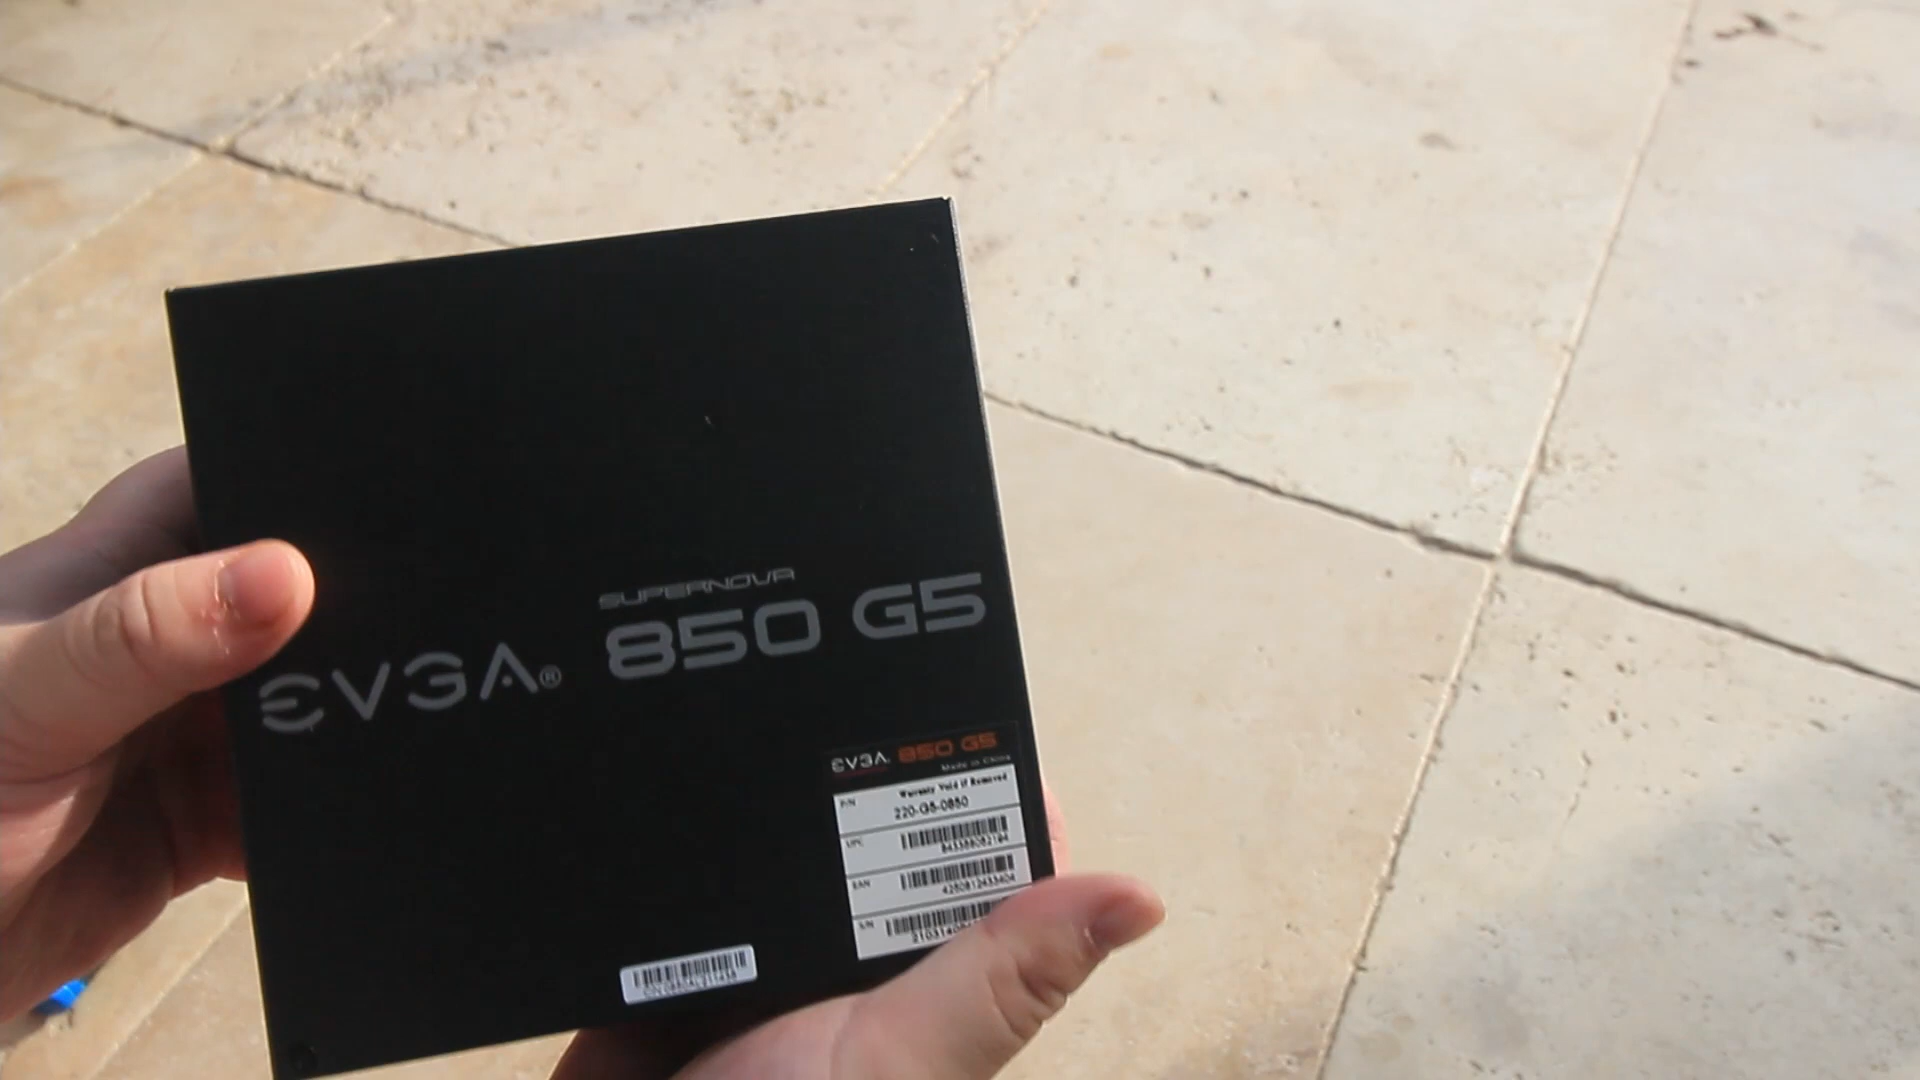 SUPERNOVA
EVGA® 850 G5
EVGA. 850 G5
Made in China
Warranty Void if Removed
P/N
220-G5-0850
UPC
EAN
S/N